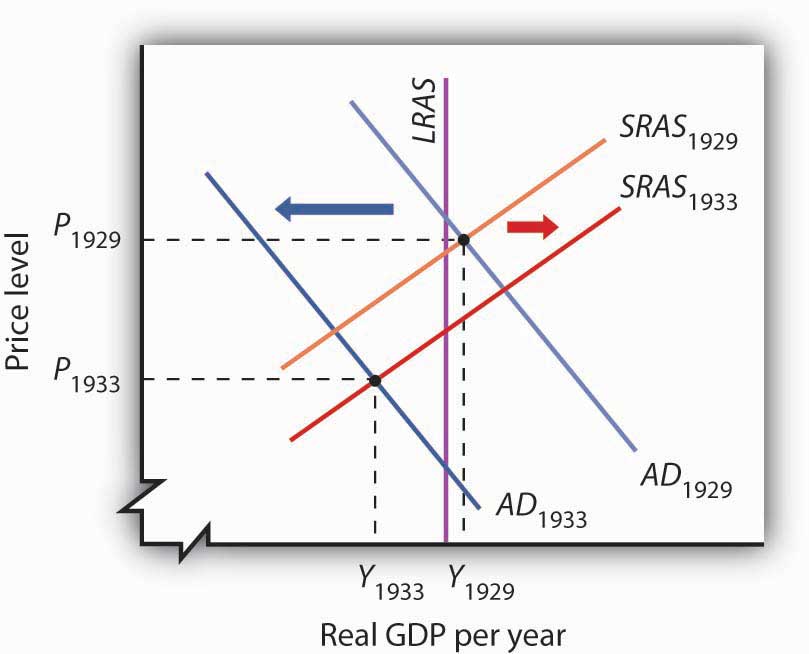 LRAS
SRAS1929
SRAS1933
P1929
Price level
P1933
AD1929
AD1933
Y1933 Y1929
Real GDP per year